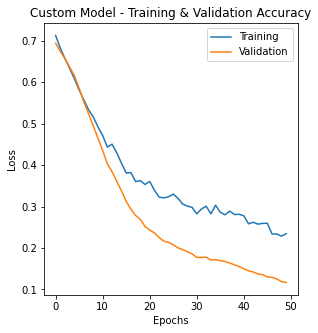 Custom Model - Training & Validation Accuracy
Training
Validation
Loss
0.7
0.6
0.5
0.4
0.3
0.2
0.1
0
10
20
30
40
50
Epochs